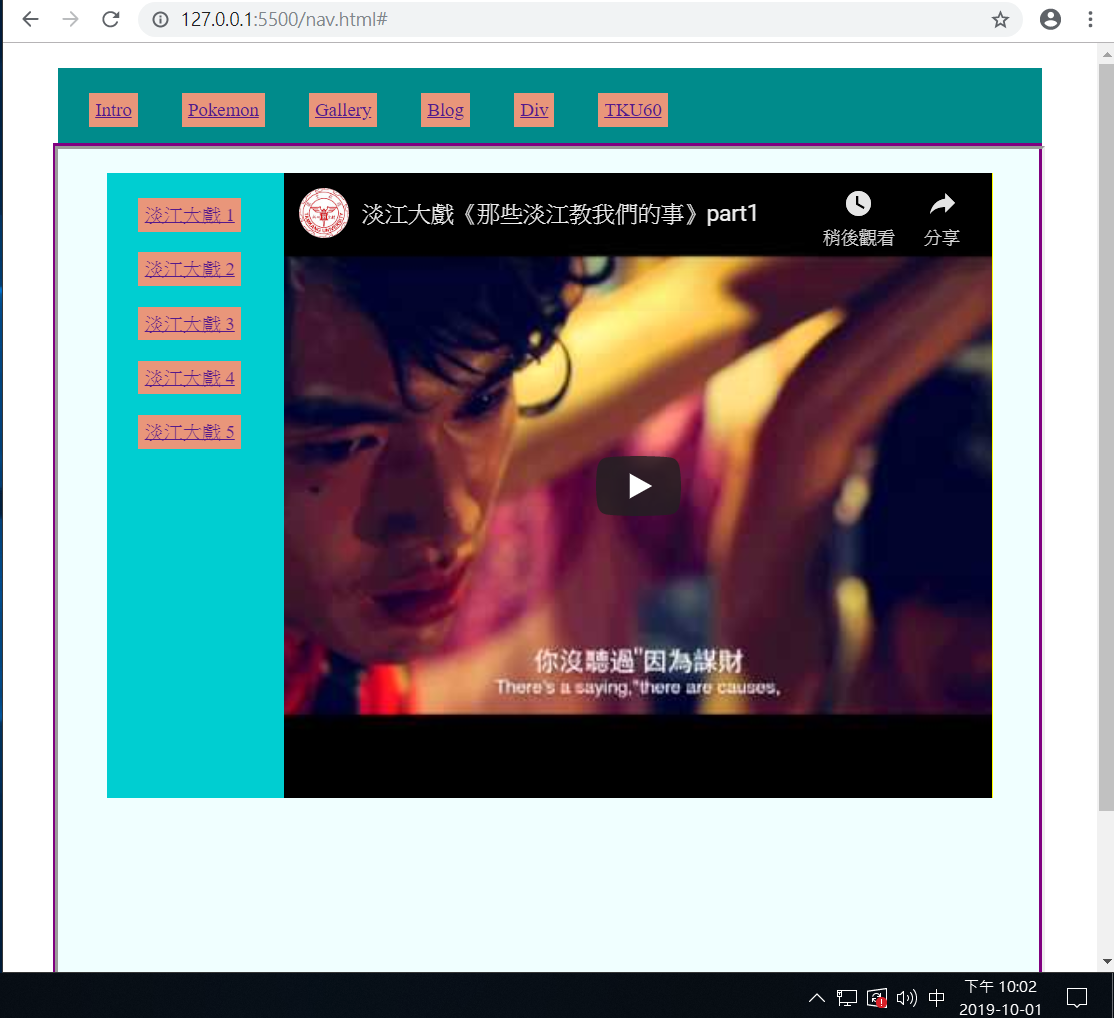 127.0.0.1:5500/nav.html#
Intro Pokemon Gallery Blog Div TKU60
淡江大戲 1
淡江大戲 2
淡江大戲 3
淡江大戲 4
淡江大戲 5
淡江大戲《那些淡江教我們的事》part1
稍後觀看 分享
你沒聽過"因為謀財
There's a saying,"there are causes,
中
下午 10:02
2019-10-01